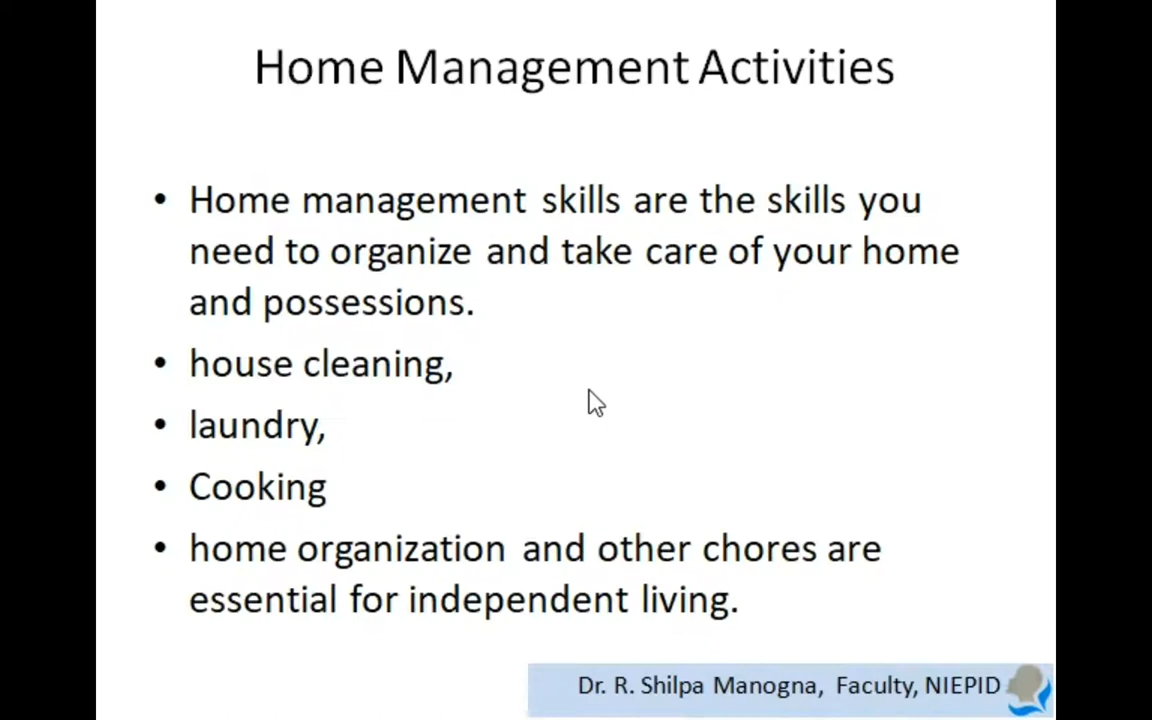 Home Management Activities
• Home management skills are the skills you
need to organize and take care of your home
and possessions.
• house cleaning,
• laundry,
• Cooking
• home organization and other chores are
essential for independent living.
Dr. R. Shilpa Manogna, Faculty, NIEPID